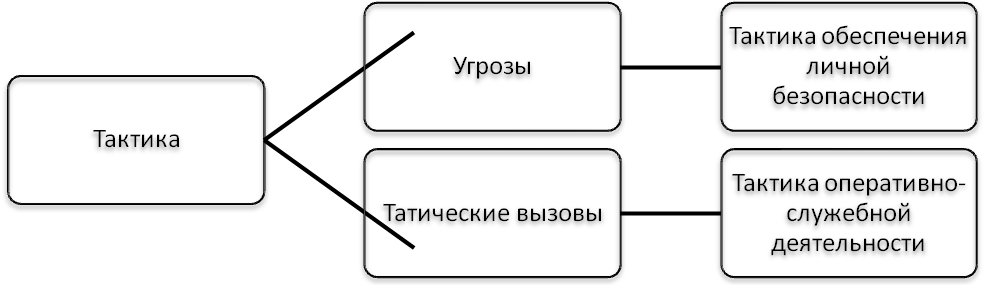 Тактика
Угрозы
Тактика обеспечения
личной
безопасности
Татические вызовы
Тактика оперативно-
служебной
деятельности